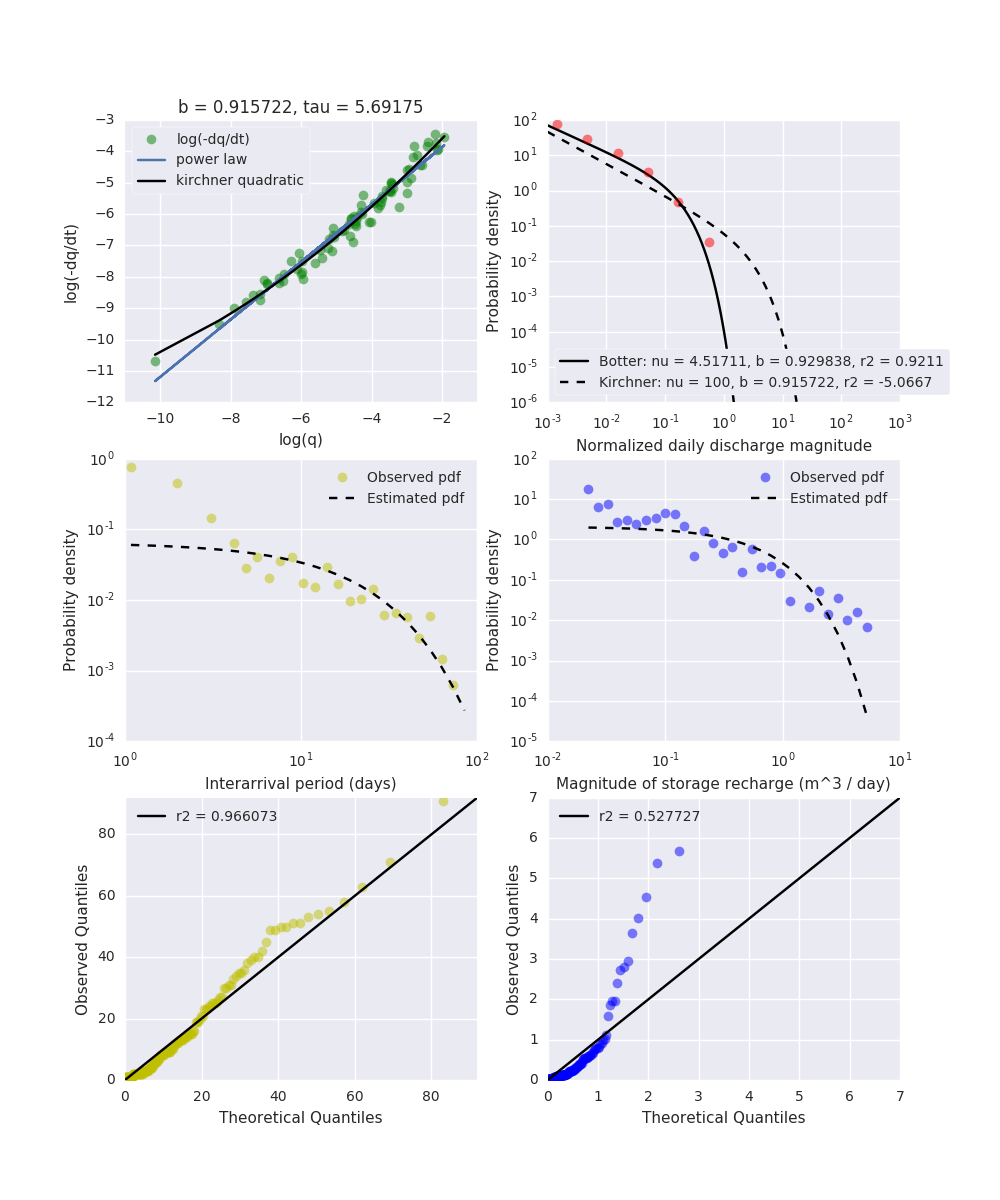 b = 0.915722, tau = 5.69175
−3
−4
−5
−6
−7
−8
−9
−10
−11
−12
log(-dq/dt)
log(-dq/dt)
power law
kirchner quadratic
−10 −8 −6 −4 −2
log(q)
10^2
10^1
10^0
10^-1
10^-2
10^-3
10^-4
10^-5
10^-6
Probability density
Botter: nu = 4.51711, b = 0.929838, r2 = 0.9211
Kirchner: nu = 100, b = 0.915722, r2 = -5.0667
10^-3 10^-2 10^-1 10^0 10^1 10^2 10^3
Normalized daily discharge magnitude
10^0
10^-1
10^-2
10^-3
10^-4
Probability density
Observed pdf
Estimated pdf
10^0 10^1 10^2
Interarrival period (days)
10^2
10^1
10^0
10^-1
10^-2
10^-3
10^-4
10^-5
Probability density
Observed pdf
Estimated pdf
10^-2 10^-1 10^0 10^1
Magnitude of storage recharge (m^3 / day)
80
60
40
20
0
Observed Quantiles
r2 = 0.966073
0 20 40 60 80
Theoretical Quantiles
7
6
5
4
3
2
1
0
Observed Quantiles
r2 = 0.527727
0 1 2 3 4 5 6 7
Theoretical Quantiles